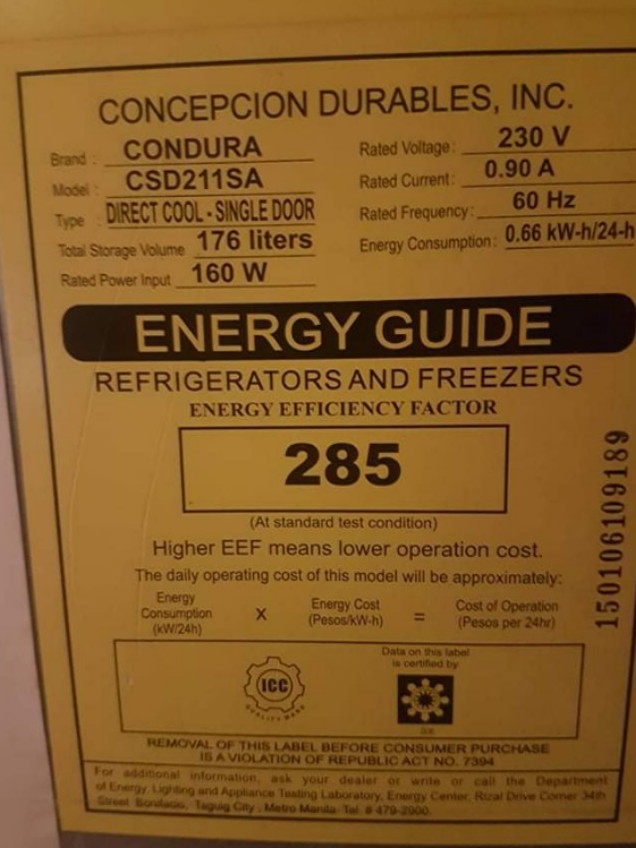 CONCEPCION DURABLES, INC.
Brand : CONDURA
Model : CSD211SA
Type DIRECT COOL - SINGLE DOOR
Total Storage Volume 176 liters
Rated Power Input 160 W
Rated Voltage: 230 V
Rated Current: 0.90 A
Rated Frequency: 60 Hz
Energy Consumption: 0.66 kW-h/24-h
ENERGY GUIDE
REFRIGERATORS AND FREEZERS
ENERGY EFFICIENCY FACTOR
285
(At standard test condition)
Higher EEF means lower operation cost.
The daily operating cost of this model will be approximately:
Energy Consumption (kW/24h) X Energy Cost (Pesos/kW-h) = Cost of Operation (Pesos per 24hr)
Data on this label
is certified by
ICC
QUALITY MARK
REMOVAL OF THIS LABEL BEFORE CONSUMER PURCHASE
IS A VIOLATION OF REPUBLIC ACT NO. 7394
For additional information, ask your dealer or write or call the Department
of Energy, Lighting and Appliance Testing Laboratory, Energy Center, Rizal Drive Corner 34th
Street Bonifacio, Taguig City, Metro Manila. Tel. 8 479-2900.
150106109189